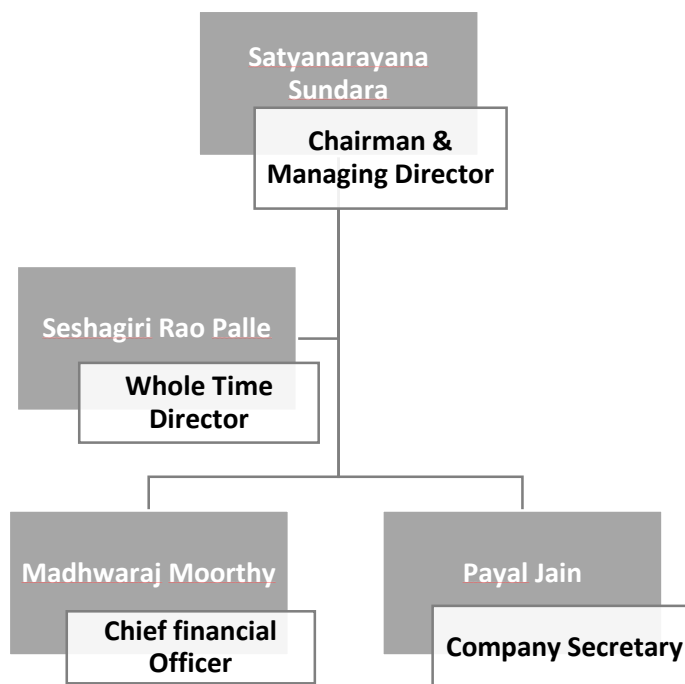 Satyanarayana
Sundara
Chairman &
Managing Director
Seshagiri Rao Palle
Whole Time
Director
Madhwaraj Moorthy
Chief financial
Officer
Payal Jain
Company Secretary